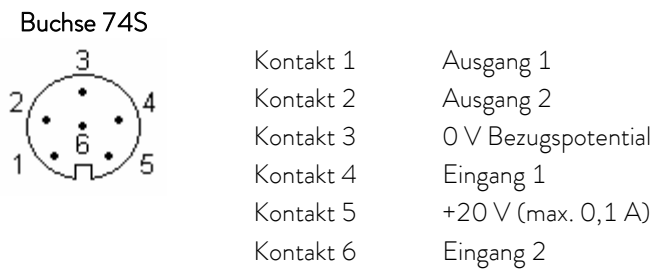 Buchse 74S
3
2
4
6
1
5
Kontakt 1 Ausgang 1
Kontakt 2 Ausgang 2
Kontakt 3 0 V Bezugspotential
Kontakt 4 Eingang 1
Kontakt 5 +20 V (max. 0,1 A)
Kontakt 6 Eingang 2